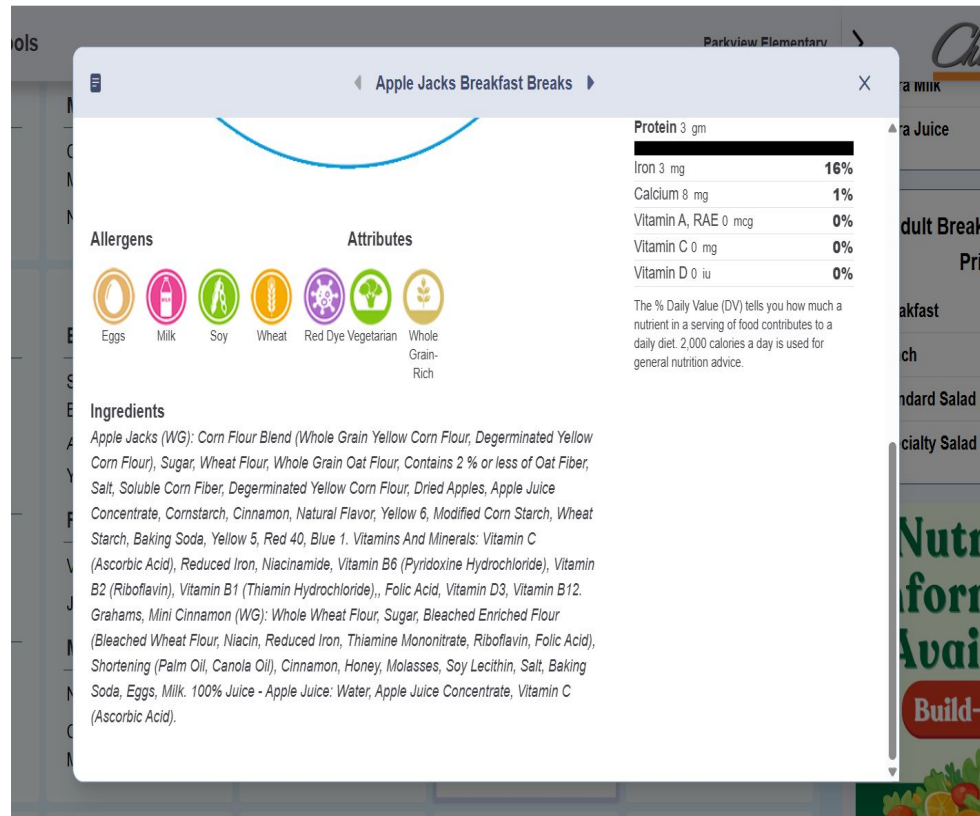 ools
Parkview Elementary
Apple Jacks Breakfast Breaks
X
Protein 3 gm
Iron 3 mg 16%
Calcium 8 mg 1%
Vitamin A, RAE 0 mcg 0%
Vitamin C 0 mg 0%
Vitamin D 0 iu 0%
The % Daily Value (DV) tells you how much a
nutrient in a serving of food contributes to a
daily diet. 2,000 calories a day is used for
general nutrition advice.
Allergens
Attributes
MILK
Eggs Milk Soy Wheat Red Dye Vegetarian Whole
Grain-
Rich
Ingredients
Apple Jacks (WG): Corn Flour Blend (Whole Grain Yellow Corn Flour, Degerminated Yellow
Corn Flour), Sugar, Wheat Flour, Whole Grain Oat Flour, Contains 2 % or less of Oat Fiber,
Salt, Soluble Corn Fiber, Degerminated Yellow Corn Flour, Dried Apples, Apple Juice
Concentrate, Cornstarch, Cinnamon, Natural Flavor, Yellow 6, Modified Corn Starch, Wheat
Starch, Baking Soda, Yellow 5, Red 40, Blue 1. Vitamins And Minerals: Vitamin C
(Ascorbic Acid), Reduced Iron, Niacinamide, Vitamin B6 (Pyridoxine Hydrochloride), Vitamin
B2 (Riboflavin), Vitamin B1 (Thiamin Hydrochloride),, Folic Acid, Vitamin D3, Vitamin B12.
Grahams, Mini Cinnamon (WG): Whole Wheat Flour, Sugar, Bleached Enriched Flour
(Bleached Wheat Flour, Niacin, Reduced Iron, Thiamine Mononitrate, Riboflavin, Folic Acid),
Shortening (Palm Oil, Canola Oil), Cinnamon, Honey, Molasses, Soy Lecithin, Salt, Baking
Soda, Eggs, Milk. 100% Juice - Apple Juice: Water, Apple Juice Concentrate, Vitamin C
(Ascorbic Acid).
ra Milk
ra Juice
dult Break
Pri
akfast
ch
ndard Salad
cialty Salad
Nutr
nform
Avai
Build-